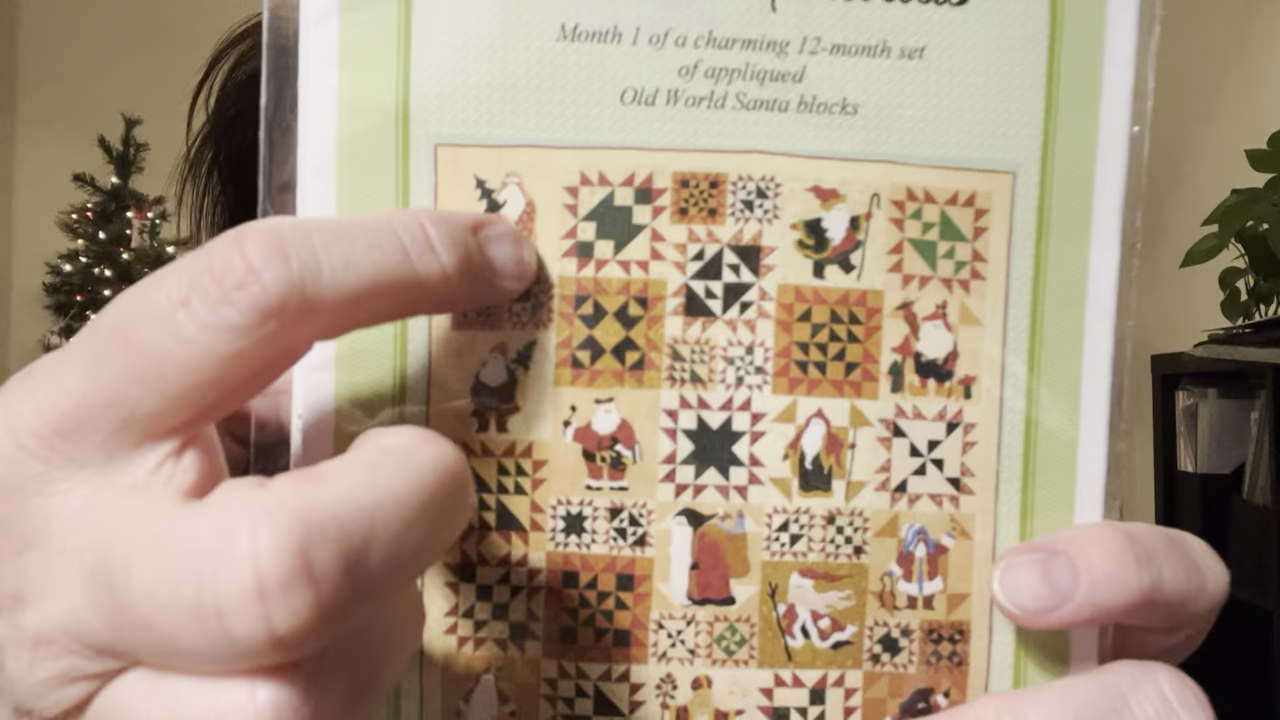 Month 1 of a charming 12-month set
of appliqued
Old World Santa blocks